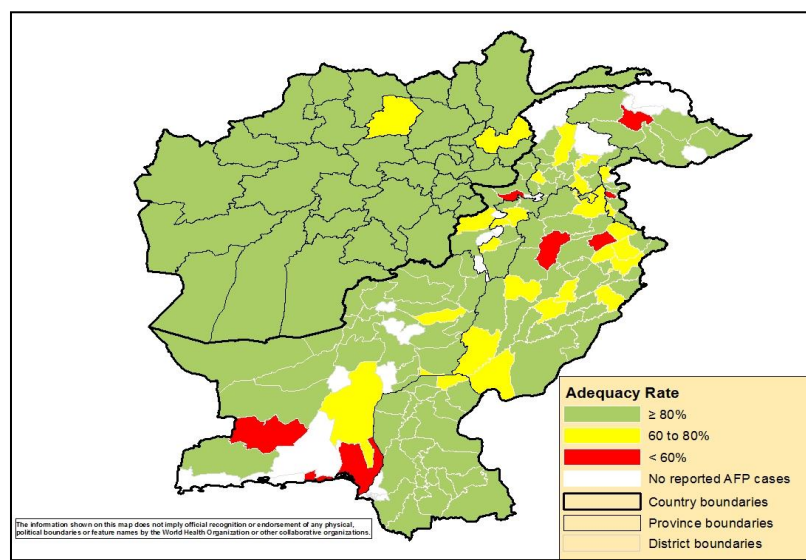 Adequacy Rate
≥ 80%
60 to 80%
< 60%
No reported AFP cases
Country boundaries
Province boundaries
District boundaries
The information shown on this map does not imply official recognition or endorsement of any physical,
political boundaries or feature names by the World Health Organization or other collaborative organizations.